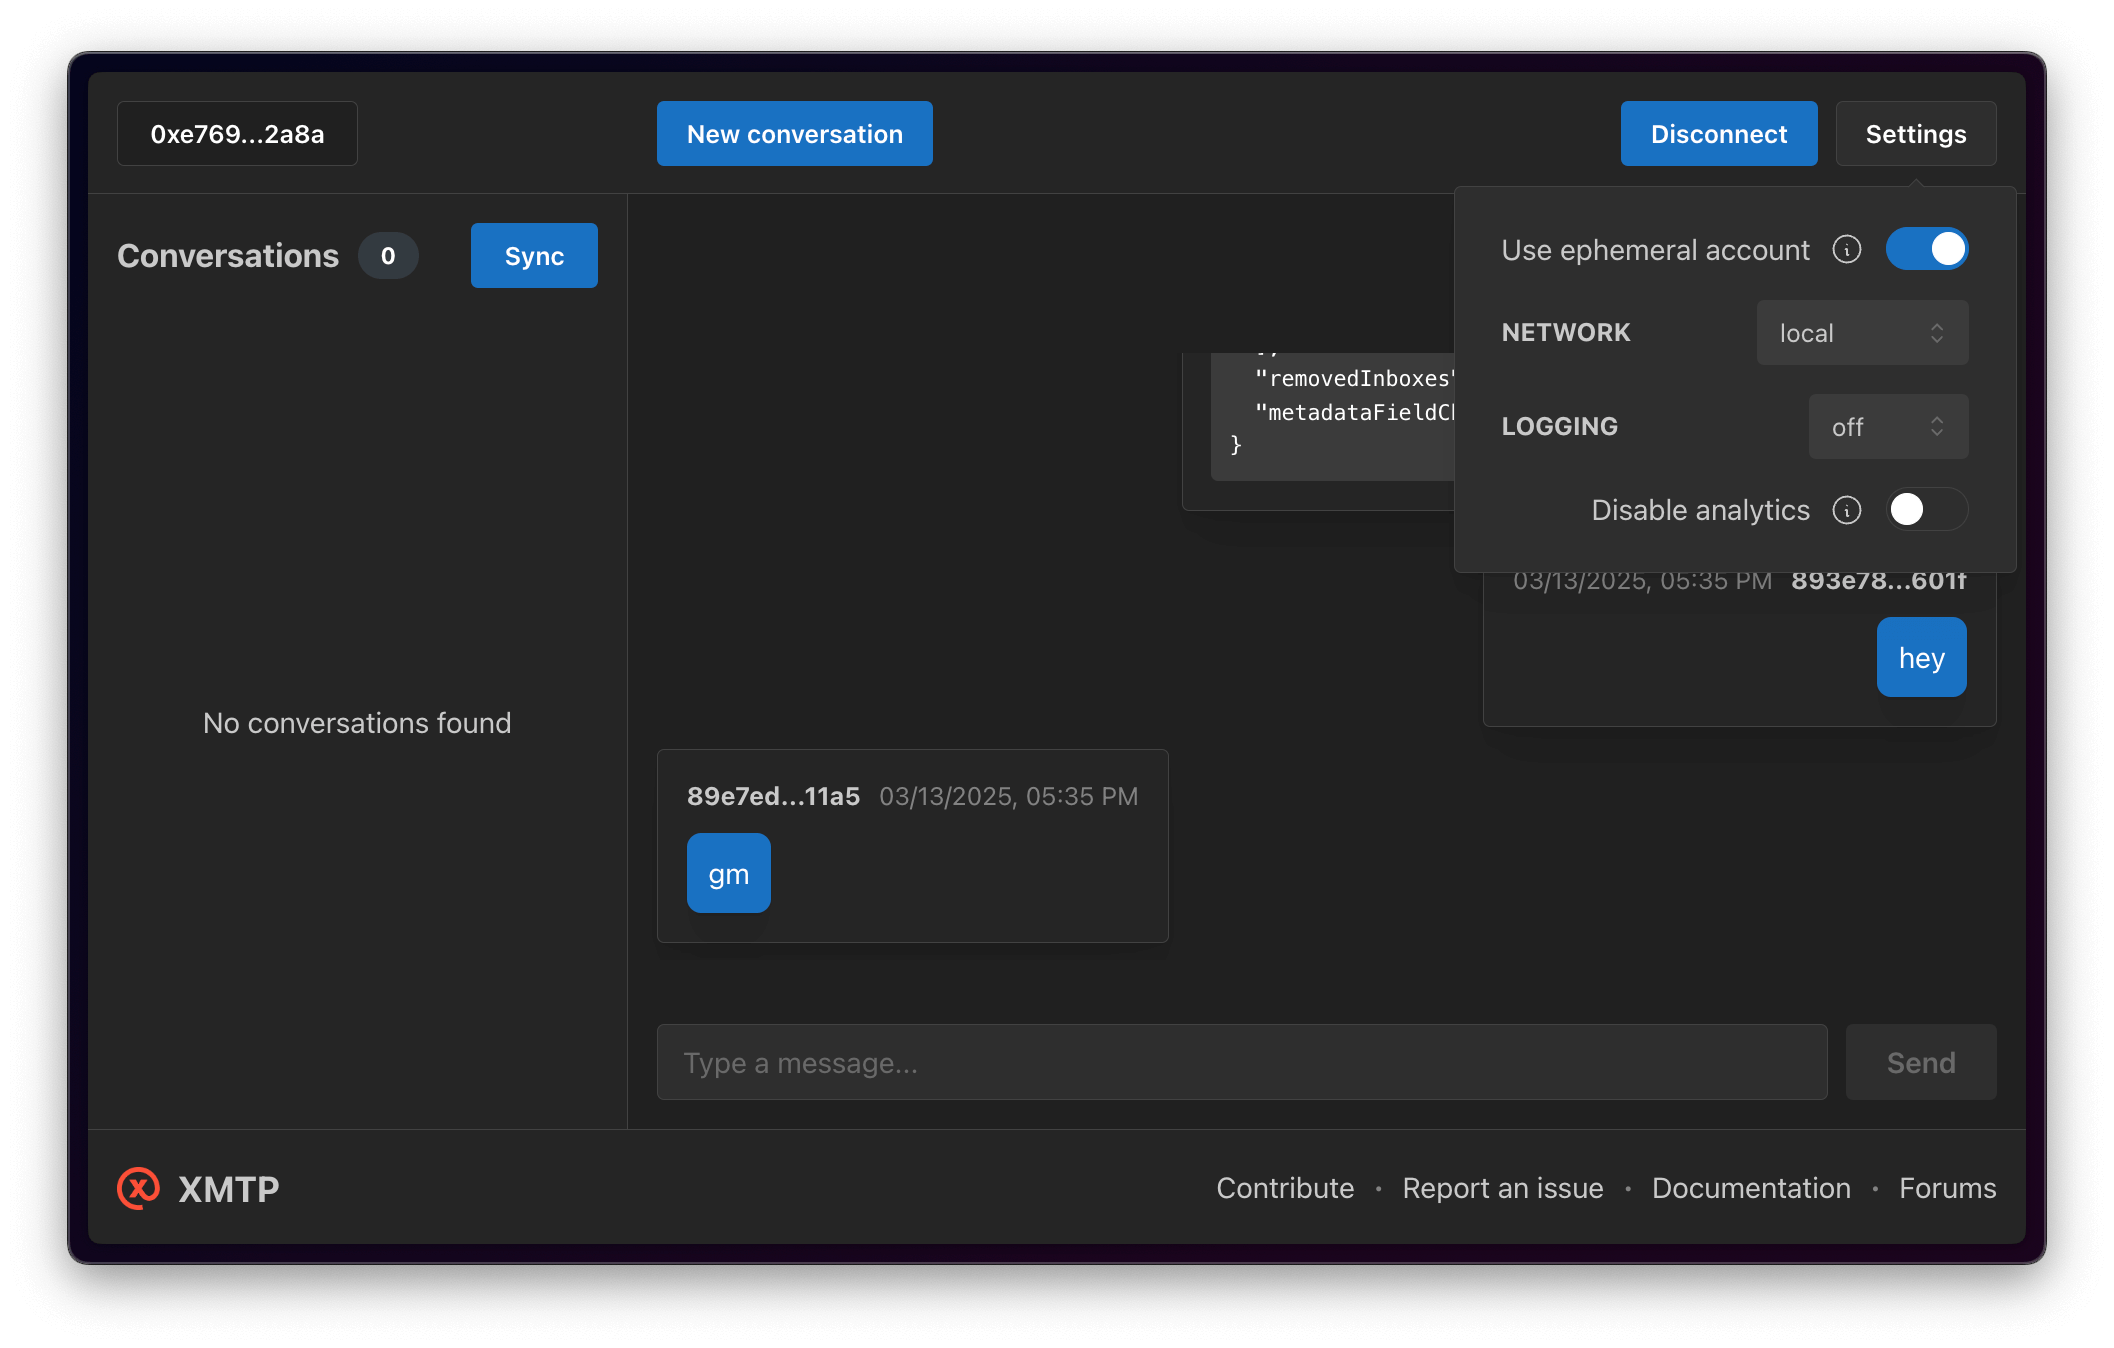 0xe769...2a8a
New conversation
Disconnect
Settings
Conversations 0
Sync
Use ephemeral account
NETWORK local
LOGGING off
Disable analytics
"removedInboxes"
"metadataFieldC
}
03/13/2025, 05:35 PM 893e78...601f
hey
No conversations found
89e7ed...11a5 03/13/2025, 05:35 PM
gm
Type a message...
Send
XMTP
Contribute • Report an issue • Documentation • Forums